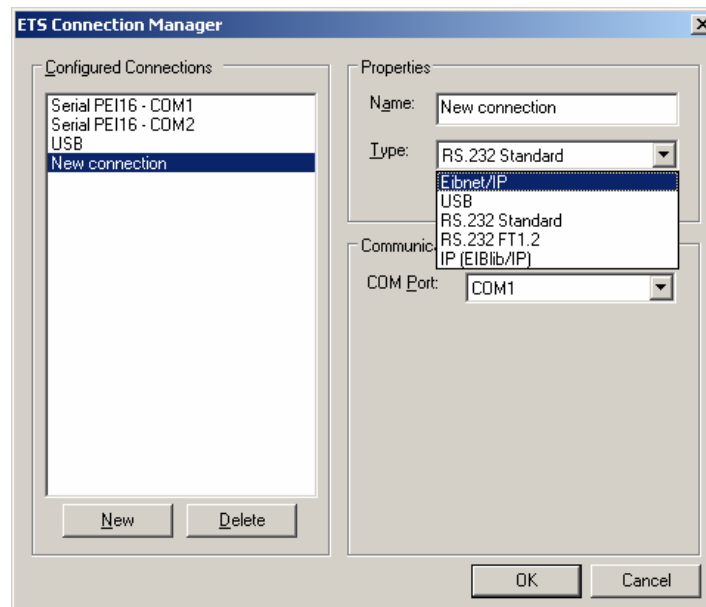 ETS Connection Manager
Configured Connections
Serial PEI16 - COM1
Serial PEI16 - COM2
USB
New connection
New
Delete
Properties
Name: New connection
Type: RS.232 Standard
Eibnet/IP
USB
RS.232 Standard
RS.232 FT1.2
IP (EIBlib/IP)
Communic
COM Port: COM1
OK
Cancel